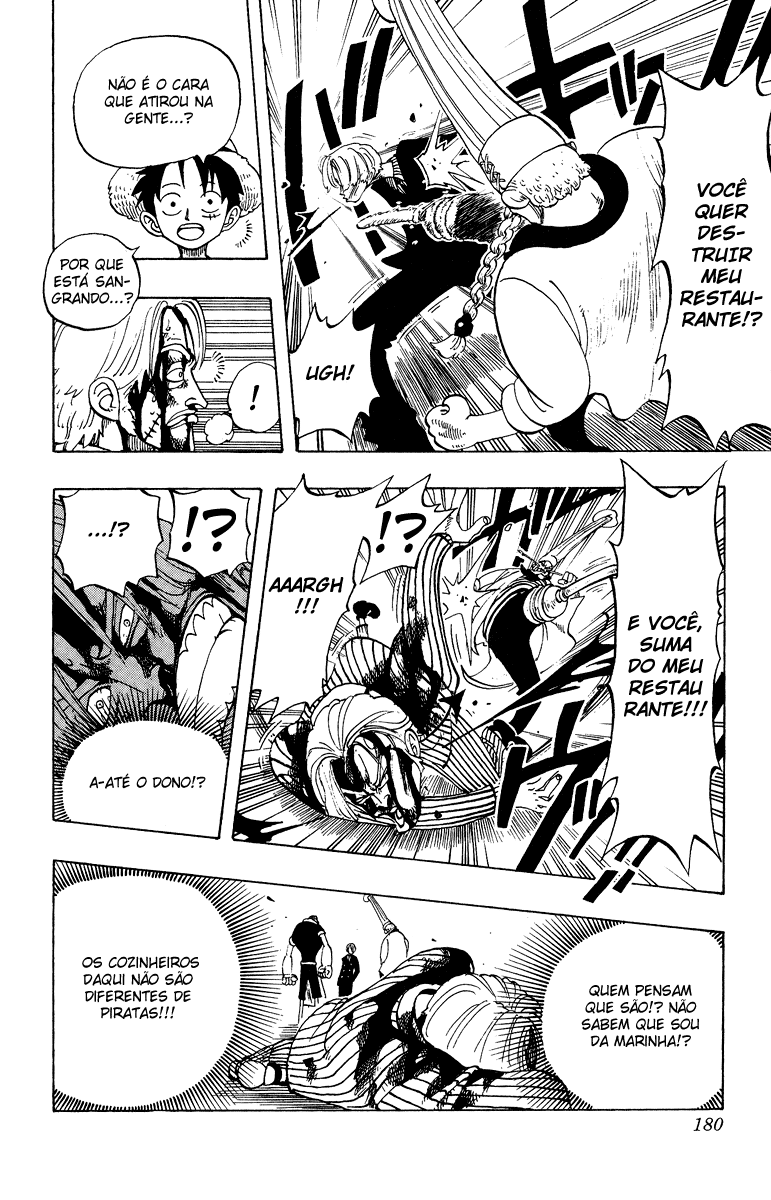 VOCÊ
QUER
DES-
TRUIR
MEU
RESTAU-
RANTE!?
UGH!
NÃO É O CARA
QUE ATIROU NA
GENTE...?
POR QUE
ESTÁ SAN-
GRANDO...?
!
E VOCÊ,
SUMA
DO MEU
RESTAU
RANTE!!!
!?
AAARGH
!!!
!?
...!?
A-ATÉ O DONO!?
QUEM PENSAM
QUE SÃO!? NÃO
SABEM QUE SOU
DA MARINHA!?
OS COZINHEIROS
DAQUI NÃO SÃO
DIFERENTES DE
PIRATAS!!!
180